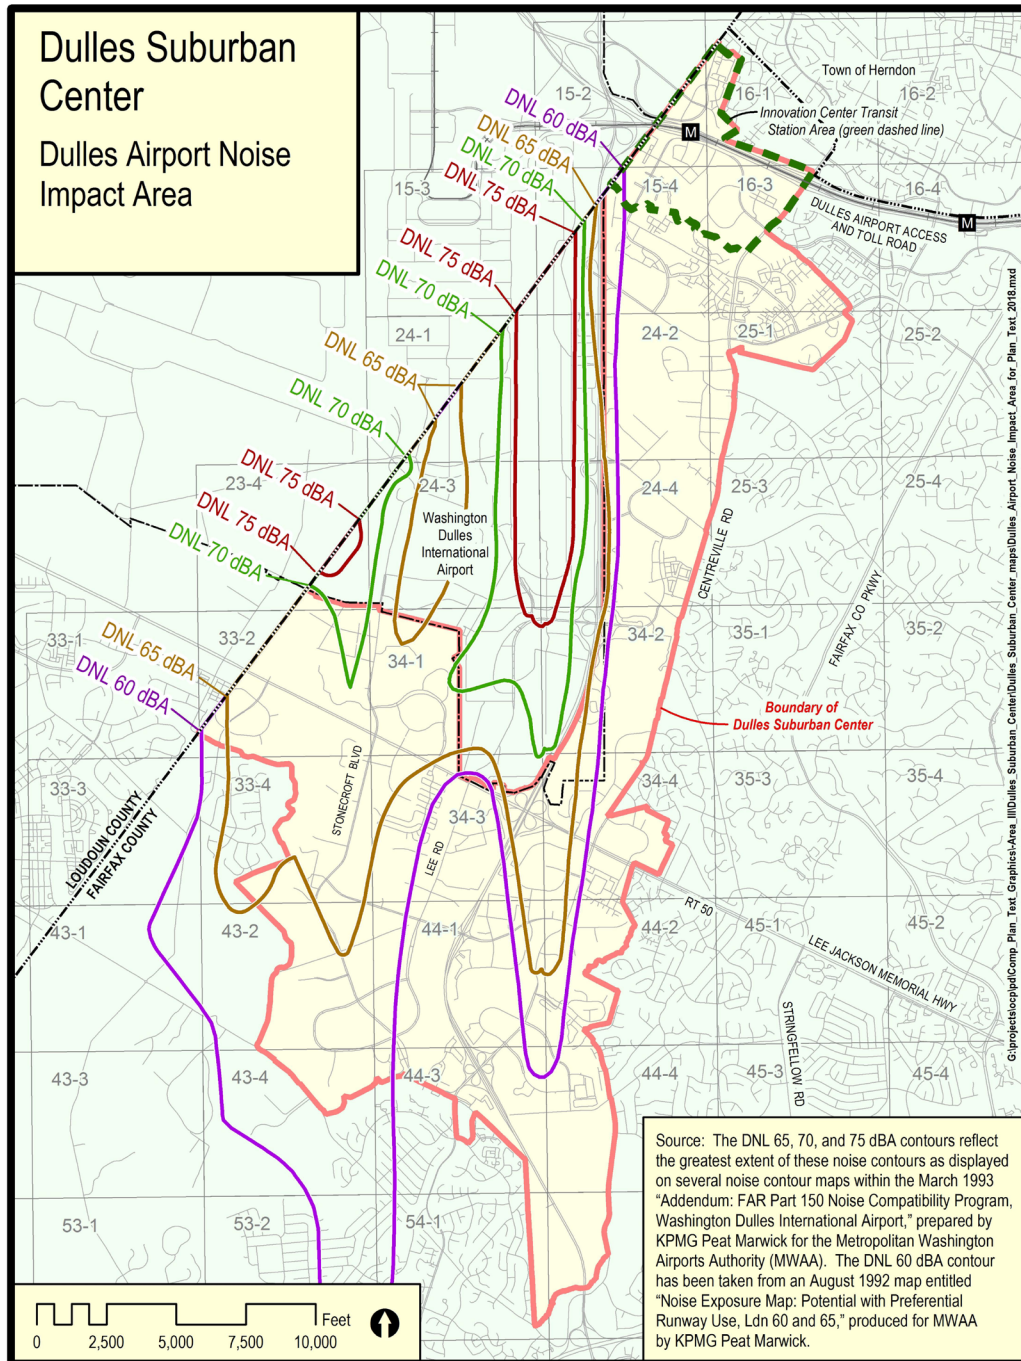 Dulles Suburban
Center
Dulles Airport Noise
Impact Area
Town of Herndon
15-2
16-1
16-2
Innovation Center Transit
Station Area (green dashed line)
M
DNL 60 dBA
DNL 65 dBA
DNL 70 dBA
DNL 75 dBA
15-3
15-4
16-3
16-4
M
DULLES AIRPORT ACCESS
AND TOLL ROAD
DNL 75 dBA
DNL 70 dBA
24-1
24-2
25-1
25-2
DNL 65 dBA
DNL 70 dBA
DNL 75 dBA
DNL 75 dBA
DNL 70 dBA
23-4
24-3
24-4
25-3
25-4
Washington
Dulles
International
Airport
CENTREVILLE RD
FAIRFAX CO PKWY
33-1
33-2
34-1
34-2
35-1
35-2
DNL 65 dBA
DNL 60 dBA
Boundary of
Dulles Suburban Center
33-3
33-4
34-3
34-4
35-3
35-4
STONECROFT BLVD
LEE RD
LOUDOUN COUNTY
FAIRFAX COUNTY
RT 50
LEE JACKSON MEMORIAL HWY
43-1
43-2
44-1
44-2
45-1
45-2
STRINGFELLOW RD
43-3
43-4
44-3
44-4
45-3
45-4
53-1
53-2
54-1
Feet
0 2,500 5,000 7,500 10,000
Source: The DNL 65, 70, and 75 dBA contours reflect
the greatest extent of these noise contours as displayed
on several noise contour maps within the March 1993
“Addendum: FAR Part 150 Noise Compatibility Program,
Washington Dulles International Airport,” prepared by
KPMG Peat Marwick for the Metropolitan Washington
Airports Authority (MWAA). The DNL 60 dBA contour
has been taken from an August 1992 map entitled
“Noise Exposure Map: Potential with Preferential
Runway Use, Ldn 60 and 65,” produced for MWAA
by KPMG Peat Marwick.
G:\projects\ocp\pd\Comp_Plan_Text_Graphics\-Area_III\Dulles_Suburban_Center\Dulles_Suburban_Center_maps\Dulles_Airport_Noise_Impact_Area_for_Plan_Text_2018.mxd